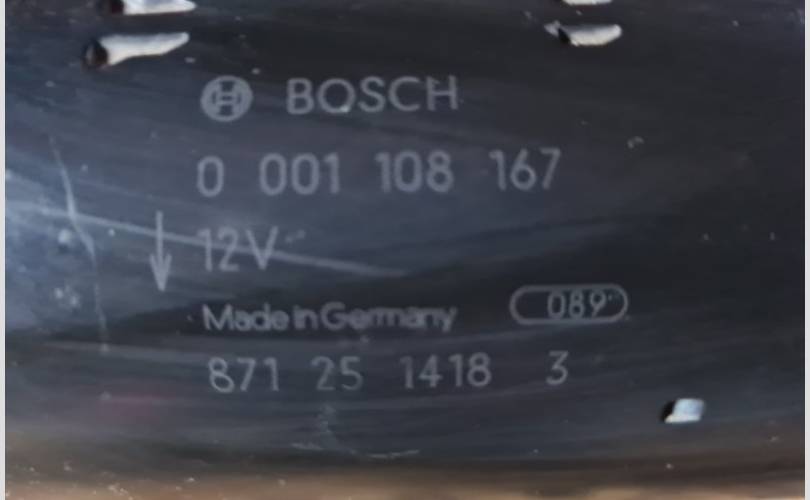 BOSCH
0 001 108 167
12V
Made in Germany 089
871 25 1418 3